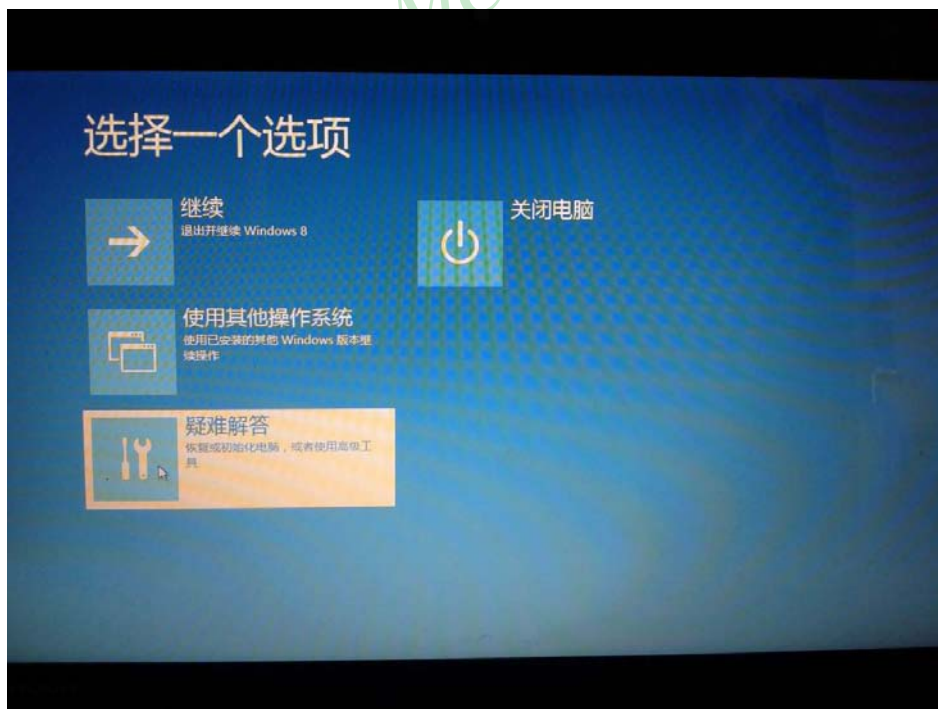 选择一个选项
继续
退出并继续 Windows 8
关闭电脑
使用其他操作系统
使用已安装的其他 Windows 版本继
续操作
疑难解答
恢复或初始化电脑，或者使用高级工
具